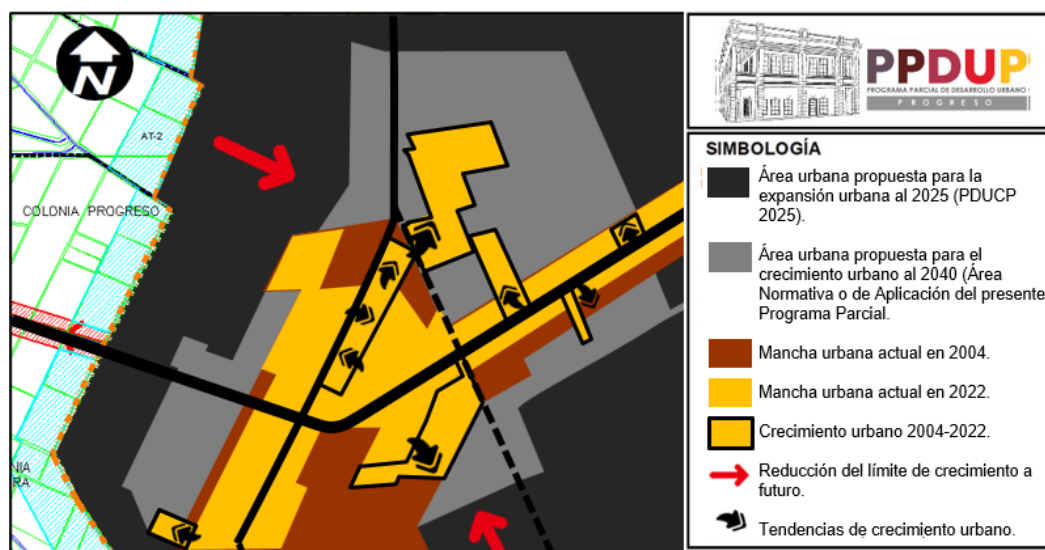 N
AT-2
COLONIA PROGRESO
NIA
RA
PPDUP
PROGRAMA PARCIAL DE DESARROLLO URBANO
PROGRESO
SIMBOLOGÍA
Área urbana propuesta para la
expansión urbana al 2025 (PDUCP
2025).
Área urbana propuesta para el
crecimiento urbano al 2040 (Área
Normativa o de Aplicación del presente
Programa Parcial.
Mancha urbana actual en 2004.
Mancha urbana actual en 2022.
Crecimiento urbano 2004-2022.
Reducción del límite de crecimiento a
futuro.
Tendencias de crecimiento urbano.